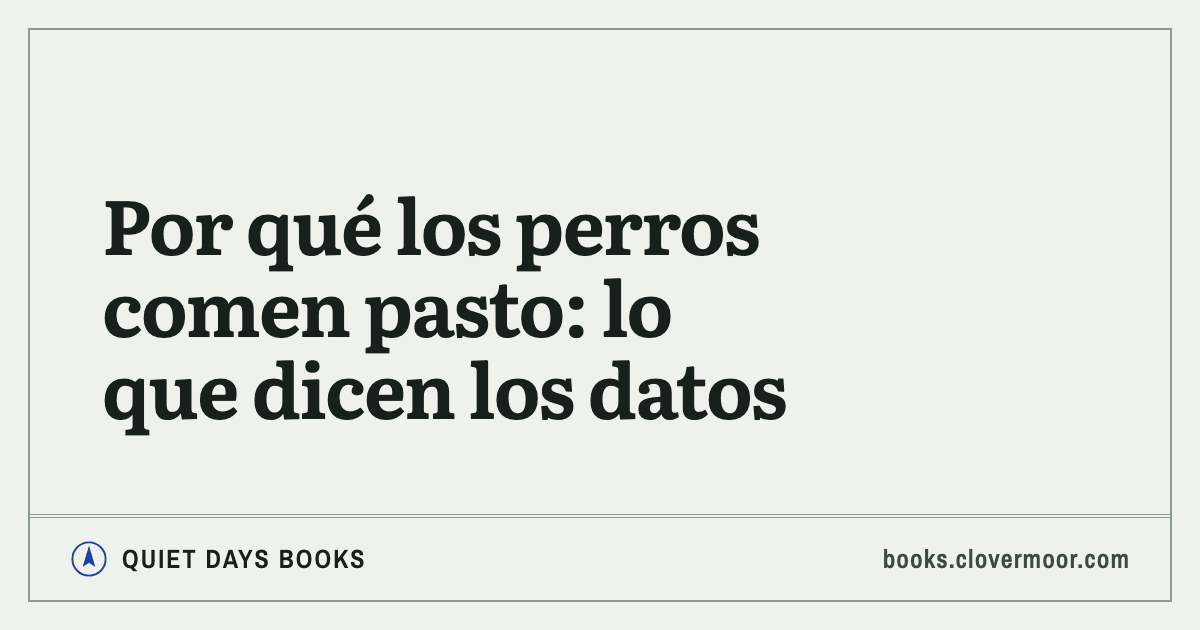 Por qué los perros
comen pasto: lo
que dicen los datos
QUIET DAYS BOOKS
books.clovermoor.com